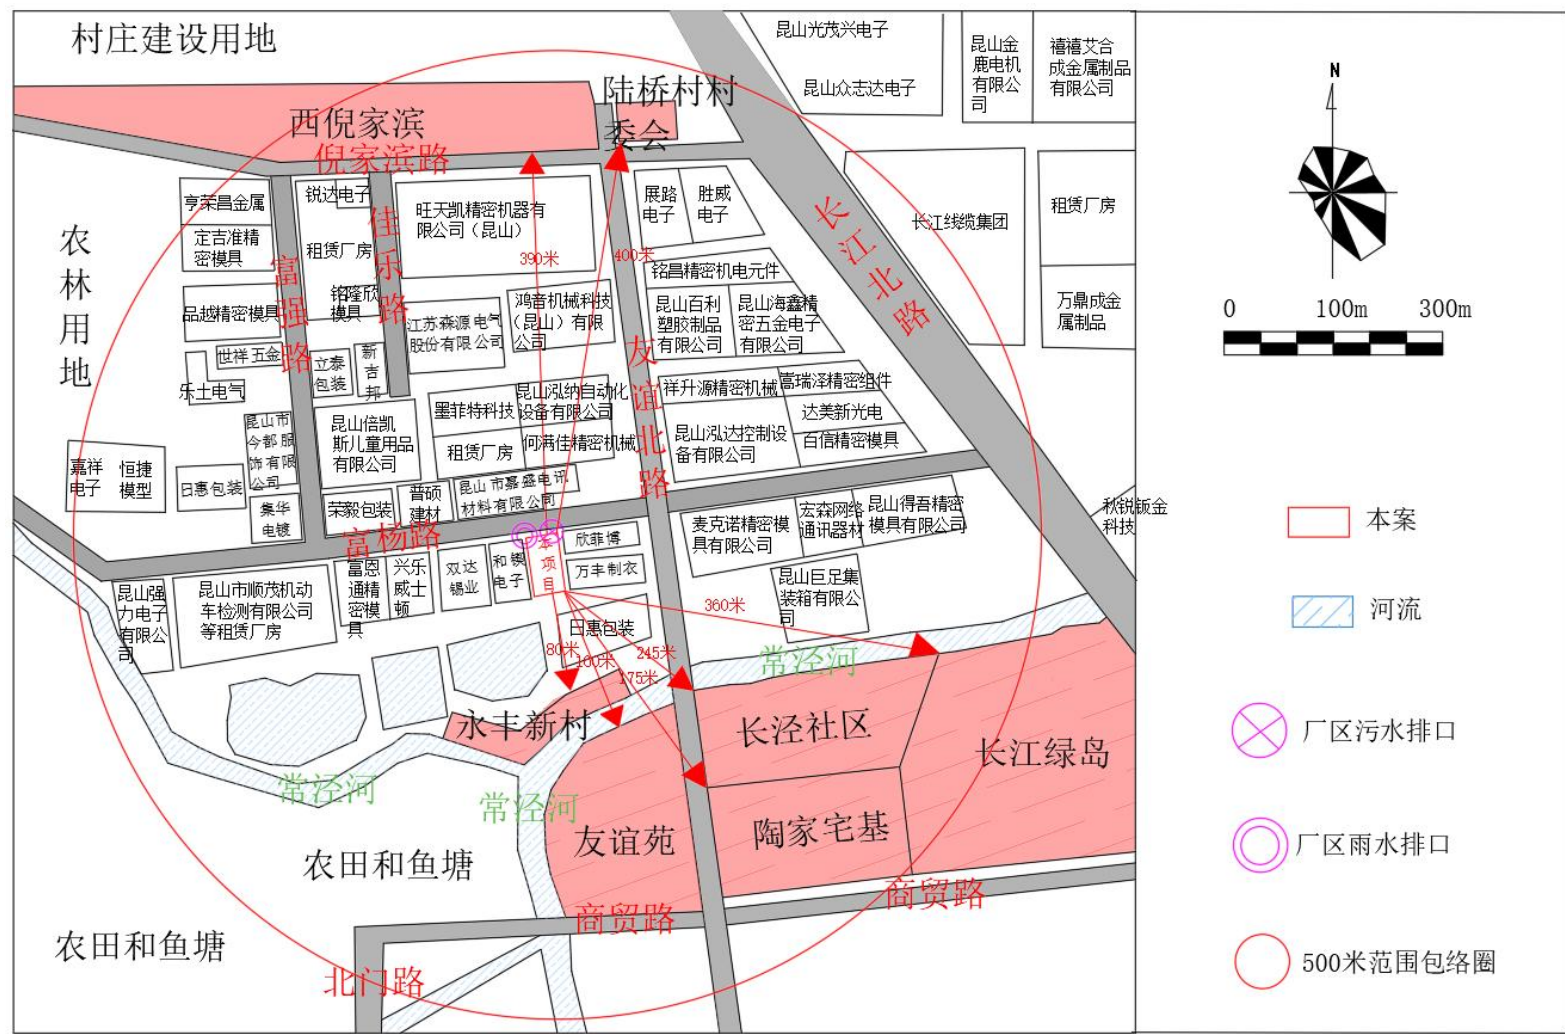 村庄建设用地
西倪家滨
陆桥村村
委会
倪家滨路
昆山光茂兴电子
昆山众志达电子
昆山金
鹿电机
有限公
司
禧禧艾合
成金属制品
有限公司
亨荣昌金属
定吉准精
密模具
锐达电子
租赁厂房
佳乐路
旺天凯精密机器有
限公司（昆山）
展路
电子
胜威
电子
长江北路
长江线缆集团
租赁厂房
农林用地
富强路
390米
400米
铭昌精密机电元件
品越精密模具
铭隆欣
模具
江苏森源电气
股份有限公司
鸿音机械科技
（昆山）有限
公司
昆山百利
塑胶制品
有限公司
昆山海鑫精
密五金电子
有限公司
万鼎成金
属制品
世祥五金
乐土电气
立泰
包装
新吉邦
友谊北路
祥升源精密机械
嵩瑞泽精密组件
达美新光电
百信精密模具
昆山泓达控制设
备有限公司
昆山市
今都服
饰有限
公司
昆山倍凯
斯儿童用品
有限公司
墨菲特科技
昆山泓纳自动化
设备有限公司
租赁厂房
何满佳精密机械
嘉祥
电子
恒捷
模型
日惠包装
集华
电镀
荣毅包装
普硕
建材
昆山市嘉盛电讯
材料有限公司
富杨路
麦克诺精密模
具有限公司
宏森网络
通讯器材
昆山得吾精密
模具有限公司
秋锐钣金
科技
昆山强
力电子
有限公
司
昆山市顺茂机动
车检测有限公司
等租赁厂房
富恩
通精
密模
具
兴乐
威士
顿
双达
锡业
和锲
电子
本项目
欣菲博
万丰制衣
昆山巨足集
装箱有限公
司
360米
日惠包装
80米
100米
245米
175米
常泾河
永丰新村
长泾社区
长江绿岛
常泾河
常泾河
友谊苑
陶家宅基
农田和鱼塘
农田和鱼塘
商贸路
商贸路
北门路
N
0 100m 300m
本案
河流
厂区污水排口
厂区雨水排口
500米范围包络圈